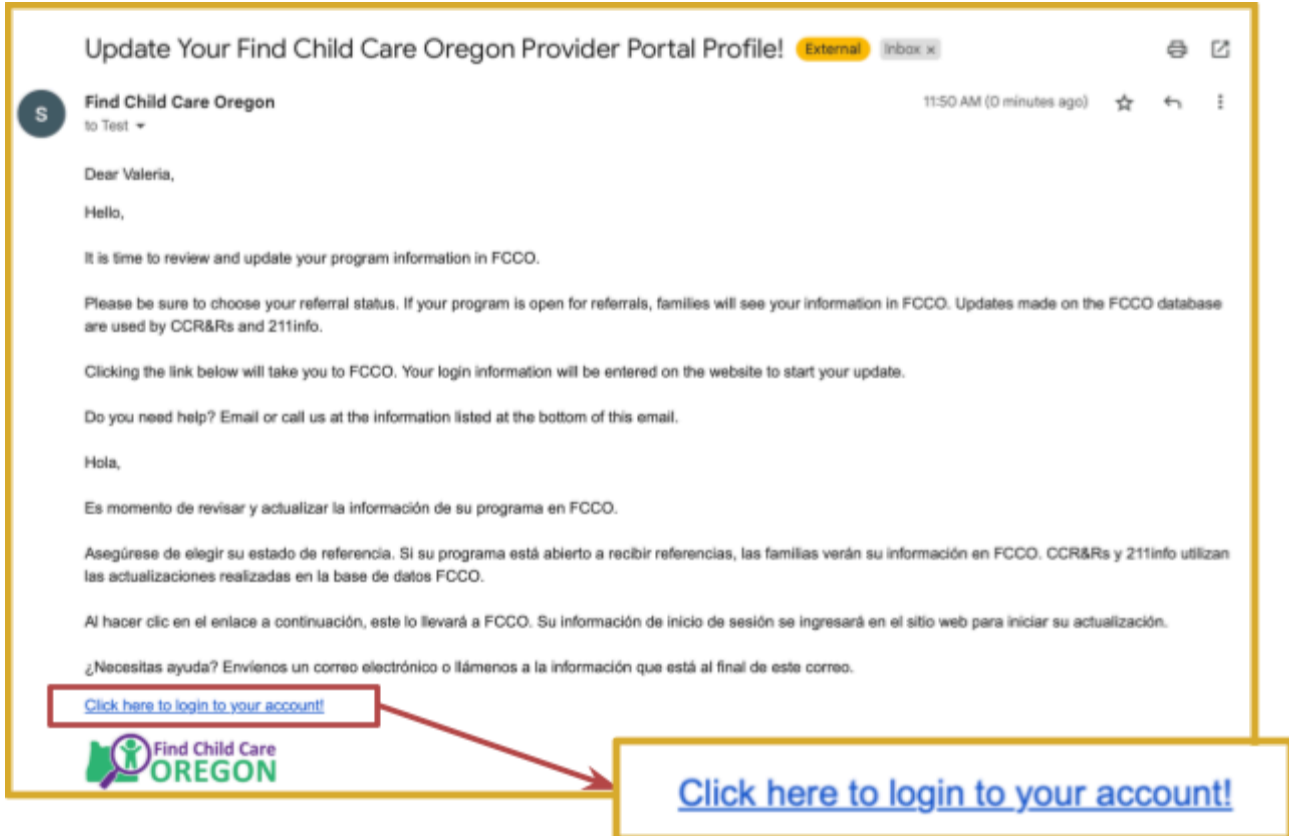 Update Your Find Child Care Oregon Provider Portal Profile! External Inbox x
S
Find Child Care Oregon 11:50 AM (0 minutes ago)
to Test
Dear Valeria,
Hello,
It is time to review and update your program information in FCCO.
Please be sure to choose your referral status. If your program is open for referrals, families will see your information in FCCO. Updates made on the FCCO database
are used by CCR&Rs and 211info.
Clicking the link below will take you to FCCO. Your login information will be entered on the website to start your update.
Do you need help? Email or call us at the information listed at the bottom of this email.
Hola,
Es momento de revisar y actualizar la información de su programa en FCCO.
Asegúrese de elegir su estado de referencia. Si su programa está abierto a recibir referencias, las familias verán su información en FCCO. CCR&Rs y 211info utilizan
las actualizaciones realizadas en la base de datos FCCO.
Al hacer clic en el enlace a continuación, este lo llevará a FCCO. Su información de inicio de sesión se ingresará en el sitio web para iniciar su actualización.
¿Necesitas ayuda? Envíenos un correo electrónico o llámenos a la información que está al final de este correo.
Click here to login to your account!
Find Child Care
OREGON
Click here to login to your account!